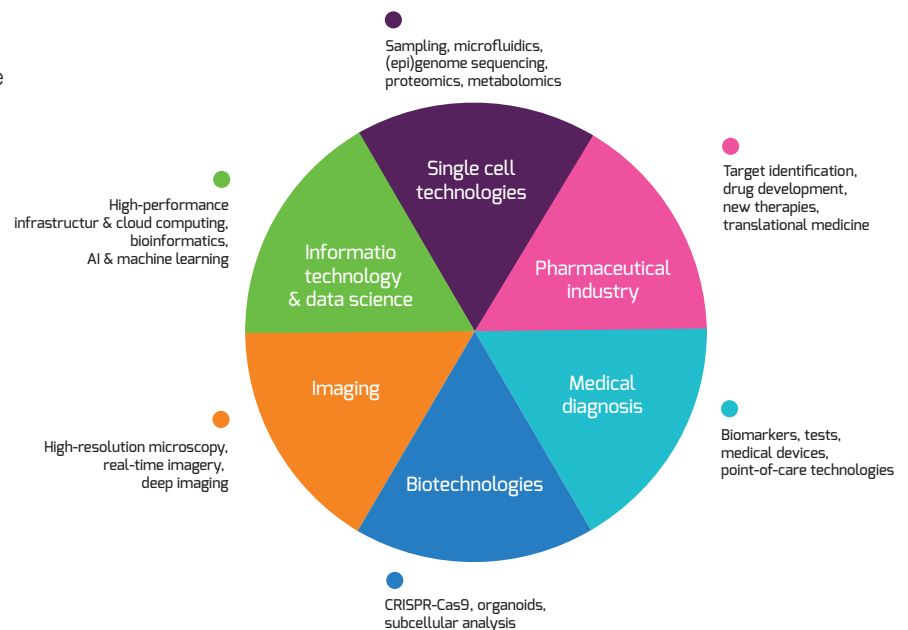 e
Sampling, microfluidics,
(epi)genome sequencing,
proteomics, metabolomics
Single cell
technologies
Target identification,
drug development,
new therapies,
translational medicine
Pharmaceutical
industry
Medical
diagnosis
Biomarkers, tests,
medical devices,
point-of-care technologies
Biotechnologies
CRISPR-Cas9, organoids,
subcellular analysis
Imaging
High-resolution microscopy,
real-time imagery,
deep imaging
Informatio
technology
& data science
High-performance
infrastructur & cloud computing,
bioinformatics,
AI & machine learning